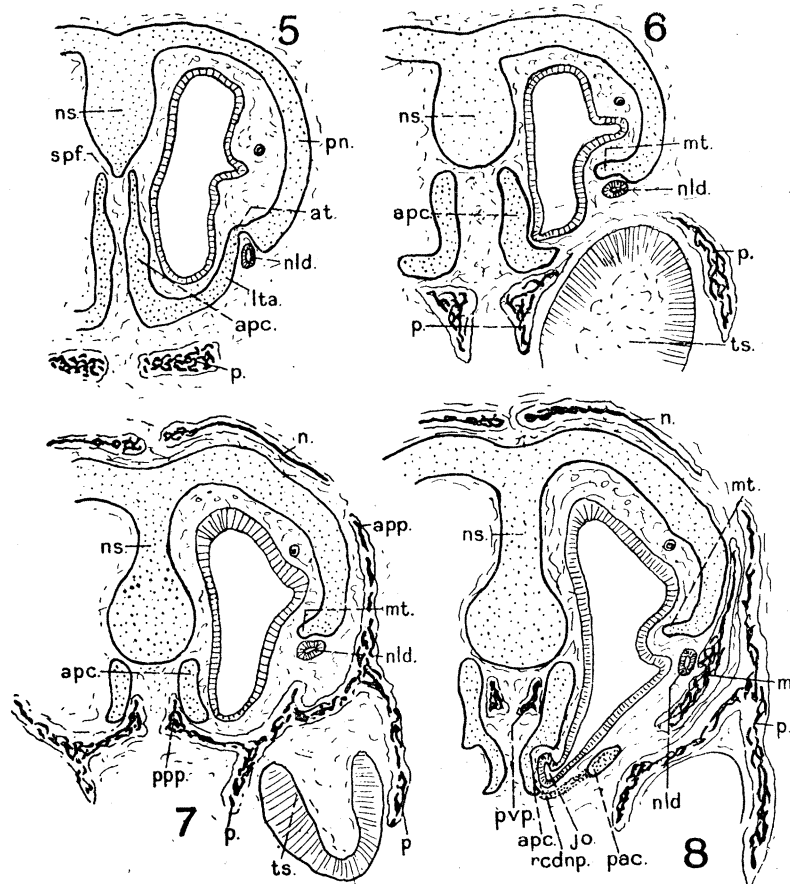 5
ns.
spf.
pn.
at.
nld.
lta.
apc.
p.
6
ns.
mt.
nld.
apc.
p.
p.
ts.
7
n.
ns.
app.
mt.
nld.
apc.
ppp.
p.
p
ts.
8
n.
mt.
ns.
m
p.
nld
pvp.
apc.
jo.
rcdnp.
pac.